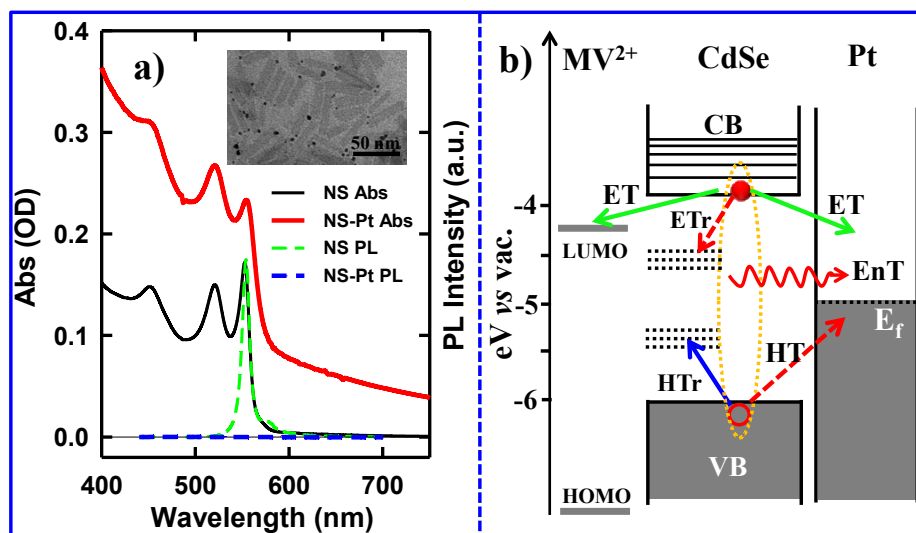 a)
Abs (OD)
0.4
0.3
0.2
0.1
0.0
400 500 600 700
Wavelength (nm)
PL Intensity (a.u.)
50 nm
NS Abs
NS-Pt Abs
NS PL
NS-Pt PL
b)
MV²⁺ CdSe Pt
eV vs vac.
-4
-5
-6
CB
ET
ET
ETr
LUMO
EnT
E_f
HT
HTr
VB
HOMO